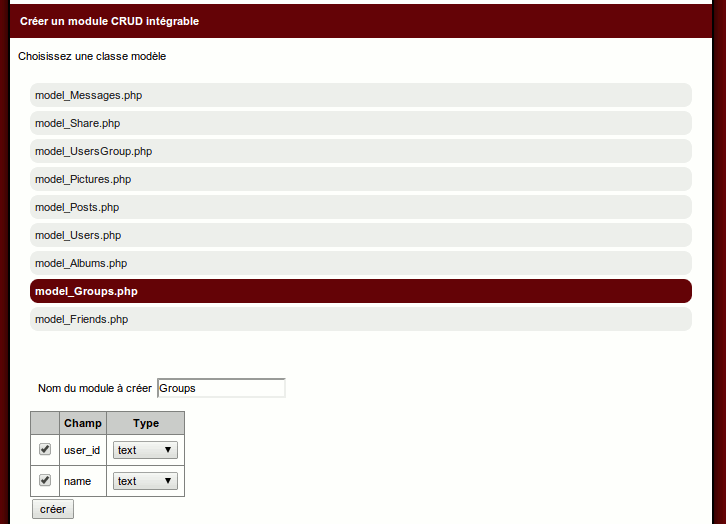 Créer un module CRUD intégrable
Choisissez une classe modèle
model_Messages.php
model_Share.php
model_UsersGroup.php
model_Pictures.php
model_Posts.php
model_Users.php
model_Albums.php
model_Groups.php
model_Friends.php
Nom du module à créer Groups
Champ Type
user_id text
name text
créer